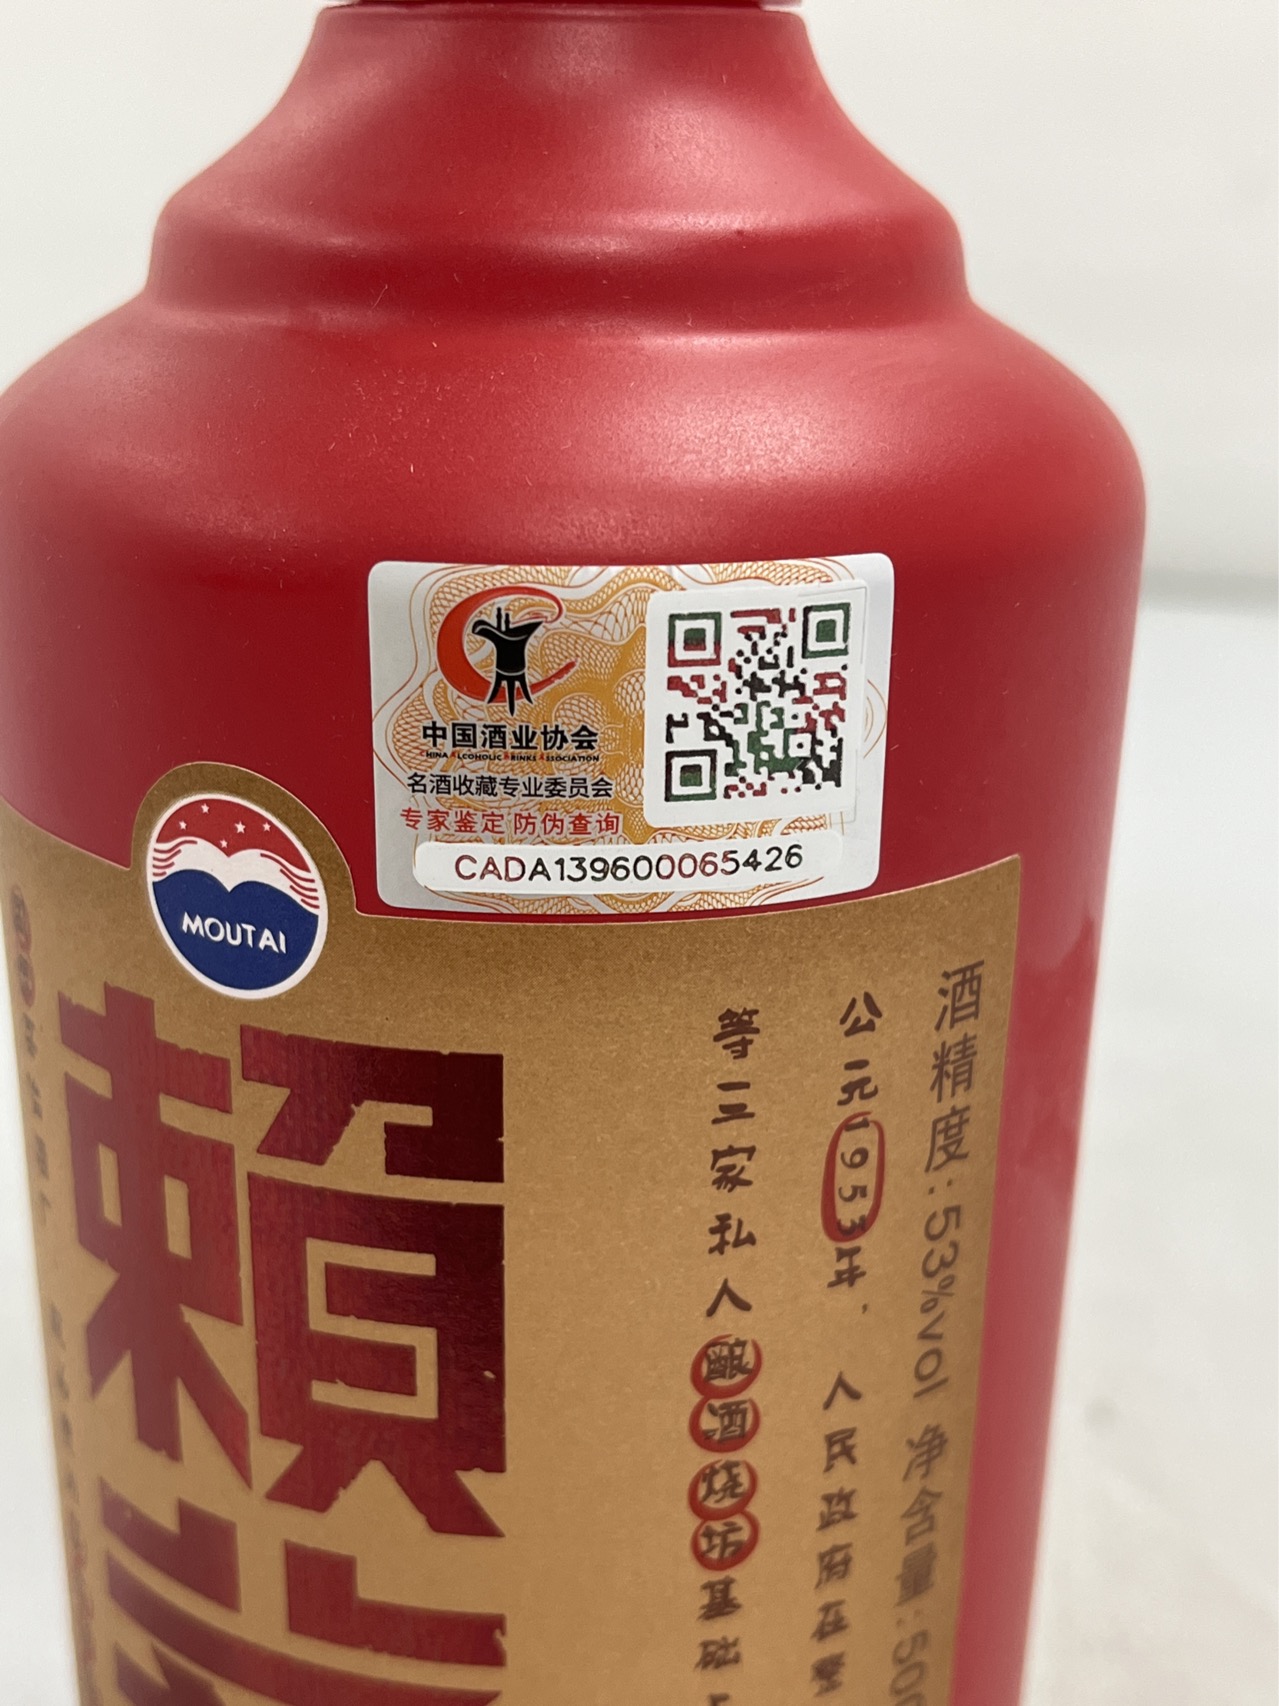 中国酒业协会
CHINA ALCOHOLIC DRINKS ASSOCIATION
名酒收藏专业委员会
专家鉴定 防伪查询
CADA139600065426
MOUTAI
酒精度:53%vol 净含量:500
公元1953年，人民政府在
等三家私人酿酒烧坊基础
賴